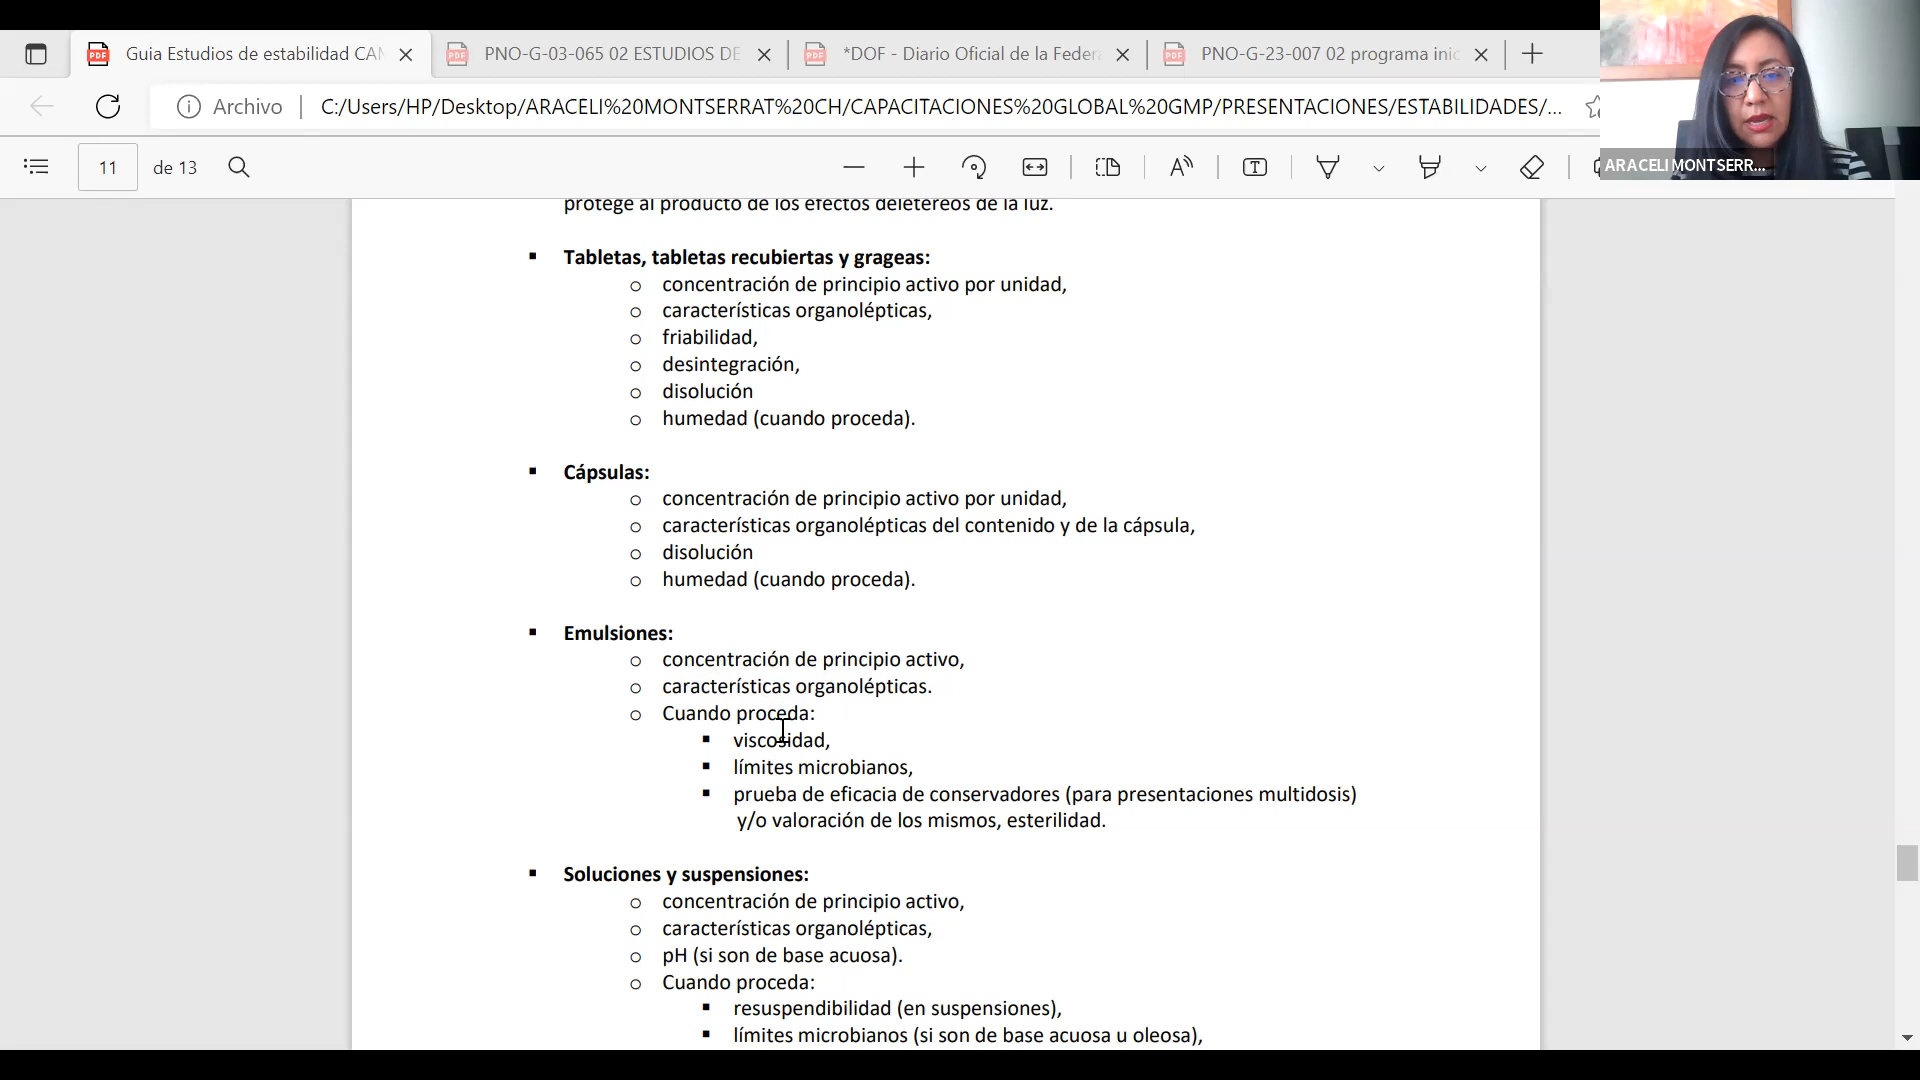 Guia Estudios de estabilidad CAN
PNO-G-03-065 02 ESTUDIOS DE
*DOF - Diario Oficial de la Federa
PNO-G-23-007 02 programa inic
Archivo
C:/Users/HP/Desktop/ARACELI%20MONTSERRAT%20CH/CAPACITACIONES%20GLOBAL%20GMP/PRESENTACIONES/ESTABILIDADES/...
ARACELI MONTSERR...
11 de 13
protege al producto de los efectos deletéreos de la luz.
▪ Tabletas, tabletas recubiertas y grageas:
o concentración de principio activo por unidad,
o características organolépticas,
o friabilidad,
o desintegración,
o disolución
o humedad (cuando proceda).
▪ Cápsulas:
o concentración de principio activo por unidad,
o características organolépticas del contenido y de la cápsula,
o disolución
o humedad (cuando proceda).
▪ Emulsiones:
o concentración de principio activo,
o características organolépticas.
o Cuando proceda:
▪ viscosidad,
▪ límites microbianos,
▪ prueba de eficacia de conservadores (para presentaciones multidosis)
y/o valoración de los mismos, esterilidad.
▪ Soluciones y suspensiones:
o concentración de principio activo,
o características organolépticas,
o pH (si son de base acuosa).
o Cuando proceda:
▪ resuspendibilidad (en suspensiones),
▪ límites microbianos (si son de base acuosa u oleosa),